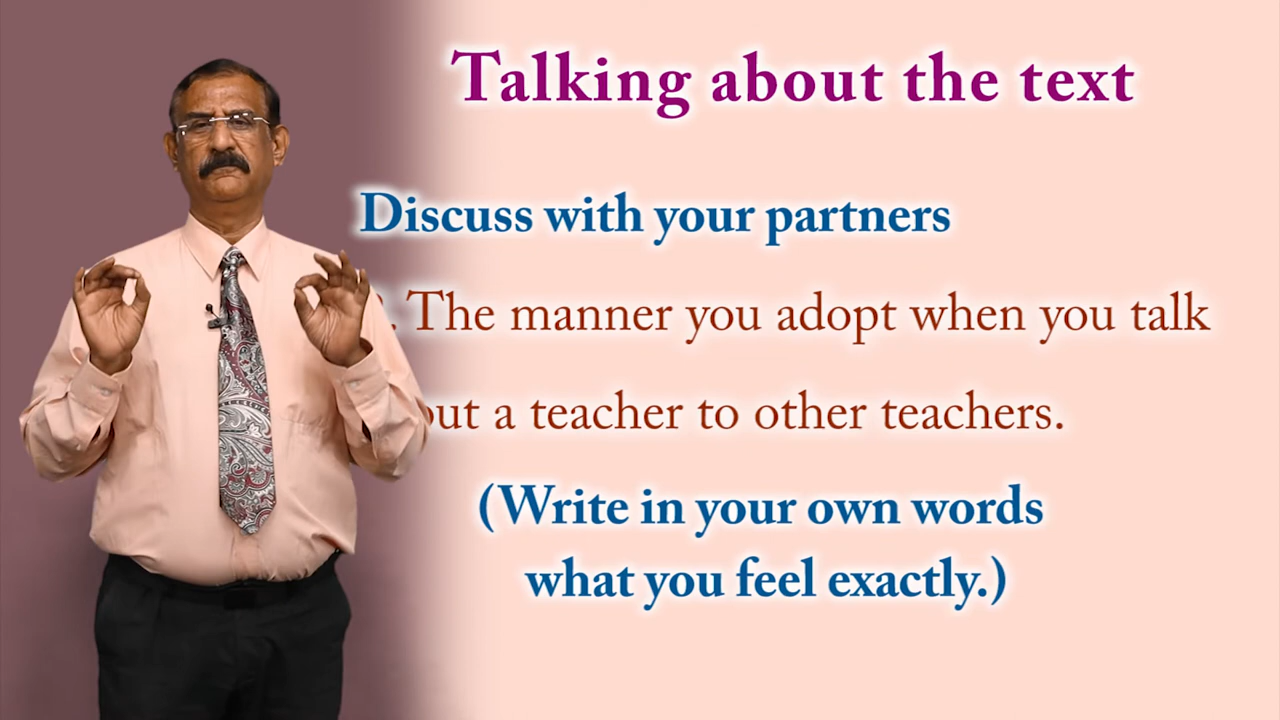 Talking about the text
Discuss with your partners
The manner you adopt when you talk
a teacher to other teachers.
(Write in your own words
what you feel exactly.)